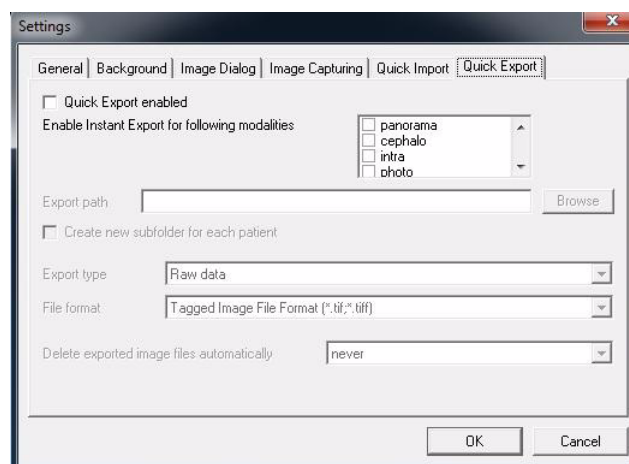 Settings
General
Background
Image Dialog
Image Capturing
Quick Import
Quick Export
Quick Export enabled
Enable Instant Export for following modalities
panorama
cephalo
intra
photo
Export path
Browse
Create new subfolder for each patient
Export type
Raw data
File format
Tagged Image File Format (*.tif;*.tiff)
Delete exported image files automatically
never
OK
Cancel